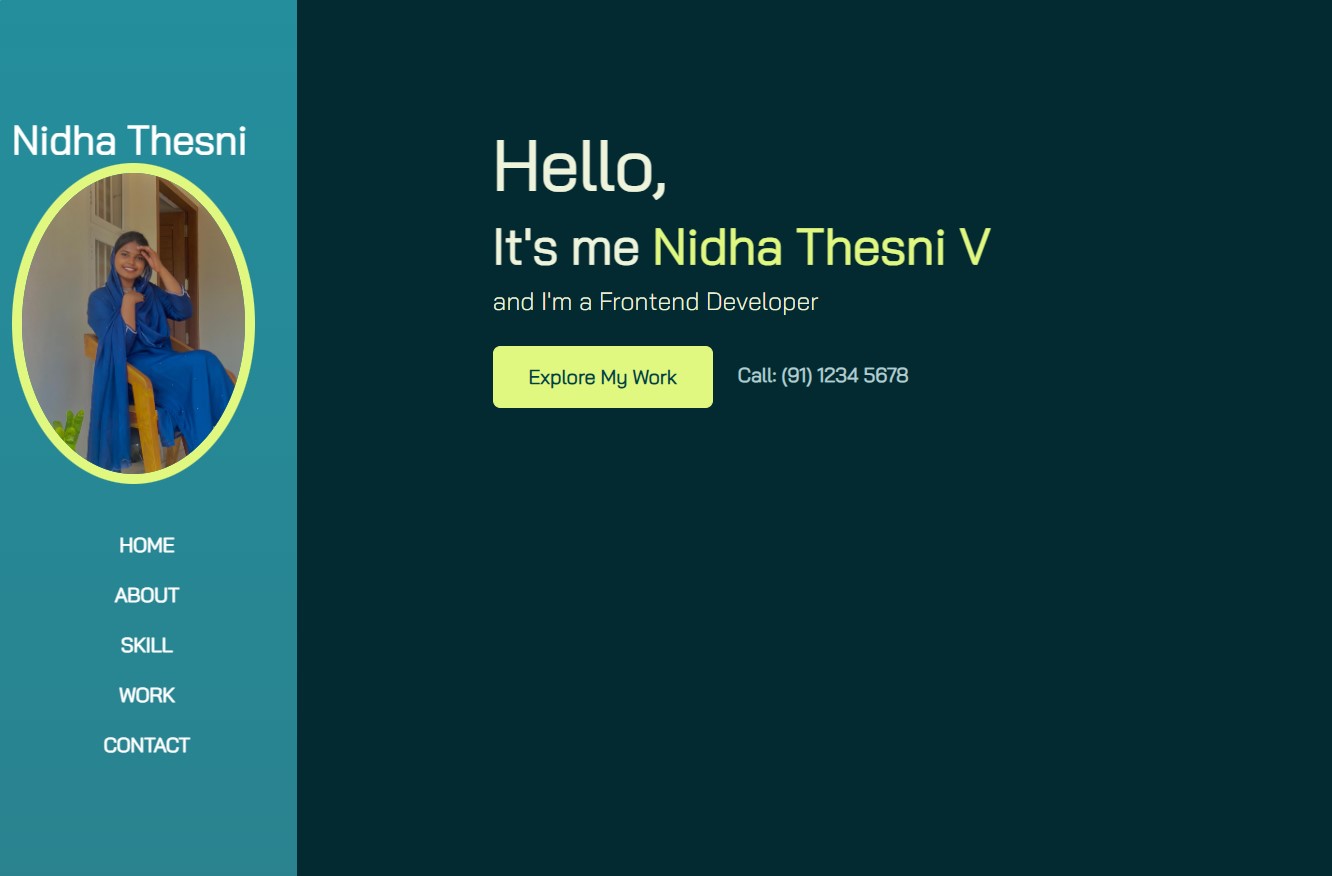 Nidha Thesni
HOME
ABOUT
SKILL
WORK
CONTACT
Hello,
It's me Nidha Thesni V
and I'm a Frontend Developer
Explore My Work
Call: (91) 1234 5678